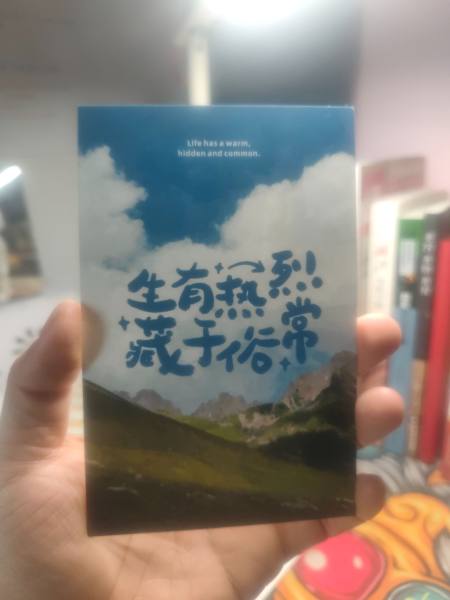 Life has a warm,
hidden and common.
生有热烈
藏于俗常